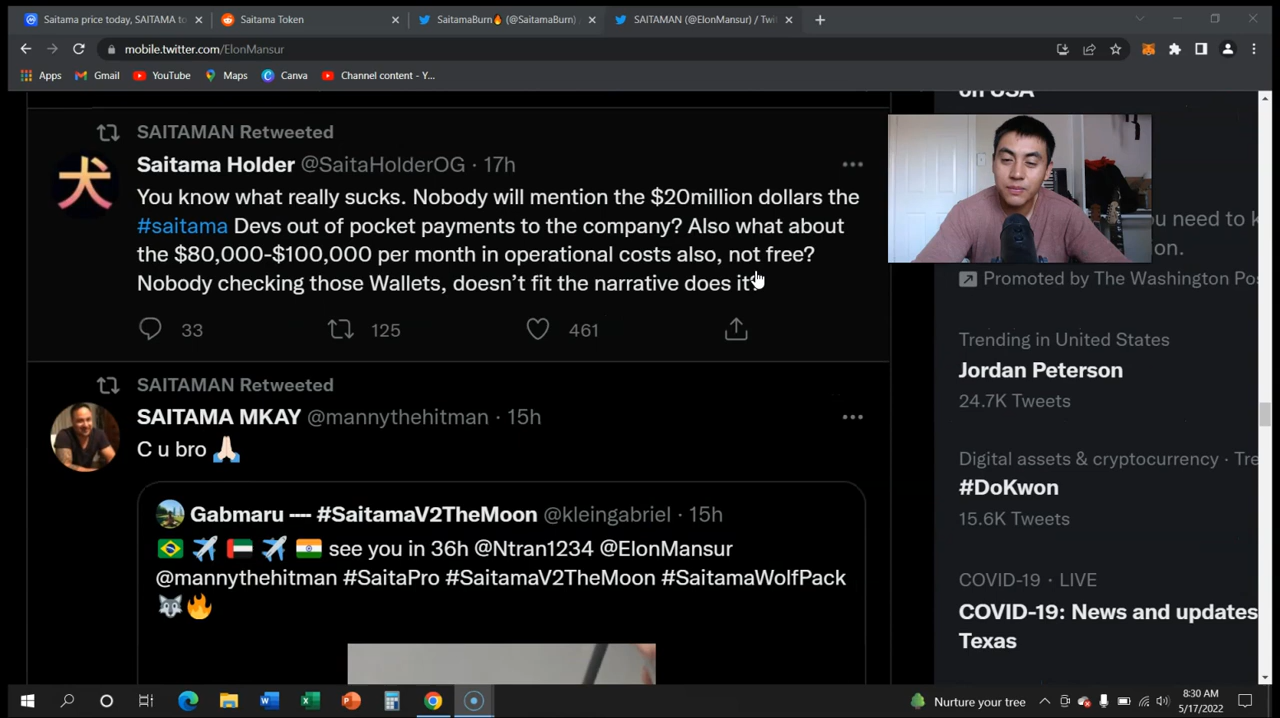 Saitama price today, SAITAMA to
Saitama Token
SaitamaBurn🔥 (@SaitamaBurn)
SAITAMAN (@ElonMansur) / Twit
mobile.twitter.com/ElonMansur
Apps
Gmail
YouTube
Maps
Canva
Channel content - Y...
SAITAMAN Retweeted
Saitama Holder @SaitaHolderOG · 17h
You know what really sucks. Nobody will mention the $20million dollars the
#saitama Devs out of pocket payments to the company? Also what about
the $80,000-$100,000 per month in operational costs also, not free?
Nobody checking those Wallets, doesn’t fit the narrative does it?
33
125
461
SAITAMAN Retweeted
SAITAMA MKAY @mannythehitman · 15h
C u bro 🙏🏻
Gabmaru ---- #SaitamaV2TheMoon @kleingabriel · 15h
🇧🇷 ✈️ 🇦🇪 ✈️ 🇮🇳 see you in 36h @Ntran1234 @ElonMansur
@mannythehitman #SaitaPro #SaitamaV2TheMoon #SaitamaWolfPack
🐺🔥
on USA
you need to k
ion.
Promoted by The Washington Pos
Trending in United States
Jordan Peterson
24.7K Tweets
Digital assets & cryptocurrency · Tre
#DoKwon
15.6K Tweets
COVID-19 · LIVE
COVID-19: News and updates
Texas
犬
Nurture your tree
8:30 AM
5/17/2022